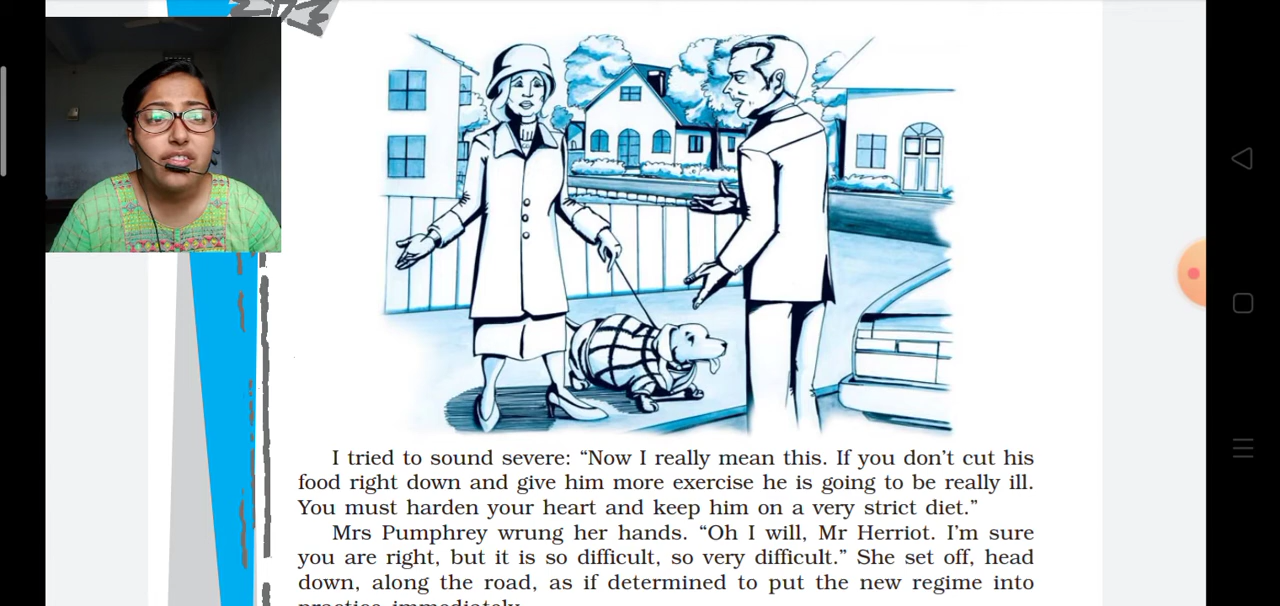 I tried to sound severe: “Now I really mean this. If you don’t cut his
food right down and give him more exercise he is going to be really ill.
You must harden your heart and keep him on a very strict diet.”
Mrs Pumphrey wrung her hands. “Oh I will, Mr Herriot. I’m sure
you are right, but it is so difficult, so very difficult.” She set off, head
down, along the road, as if determined to put the new regime into
practice immediately.